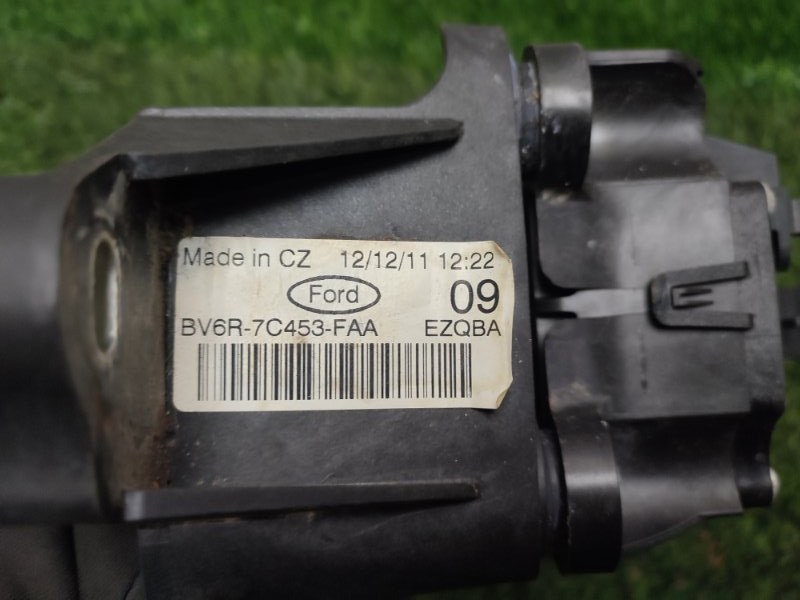 Made in CZ 12/12/11 12:22
Ford 09
BV6R-7C453-FAA EZQBA